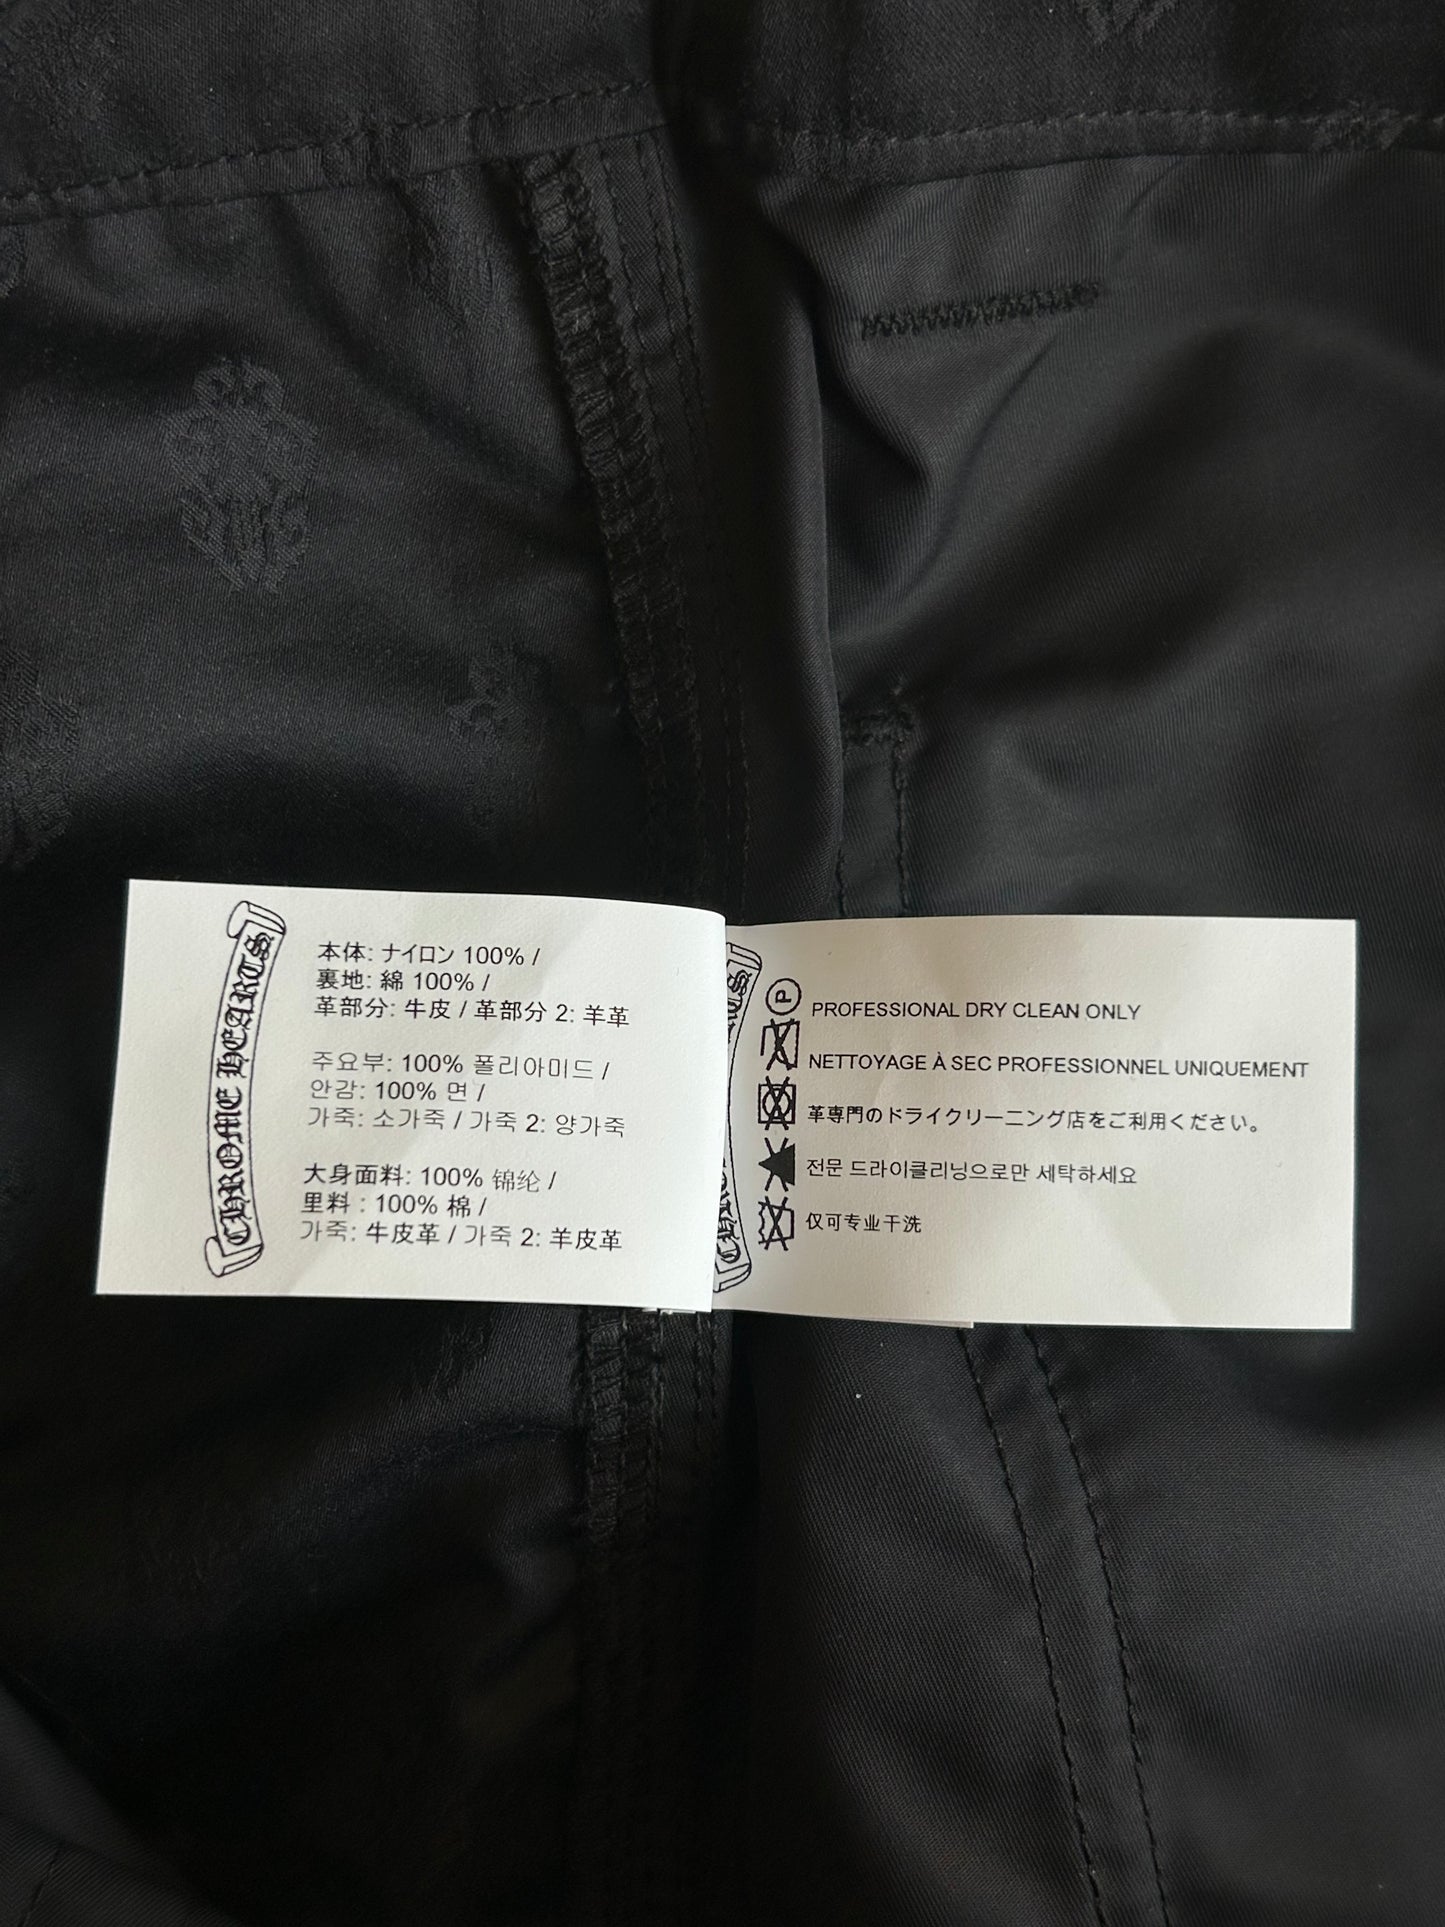 CHROME HEARTS
本体: ナイロン 100% /
裏地: 綿 100% /
革部分: 牛皮 / 革部分 2: 羊革
주요부: 100% 폴리아미드 /
안감: 100% 면 /
가죽: 소가죽 / 가죽 2: 양가죽
大身面料: 100% 锦纶 /
里料 : 100% 棉 /
가죽: 牛皮革 / 가죽 2: 羊皮革
P
PROFESSIONAL DRY CLEAN ONLY
NETTOYAGE À SEC PROFESSIONNEL UNIQUEMENT
革専門のドライクリーニング店をご利用ください。
전문 드라이클리닝으로만 세탁하세요
仅可专业干洗